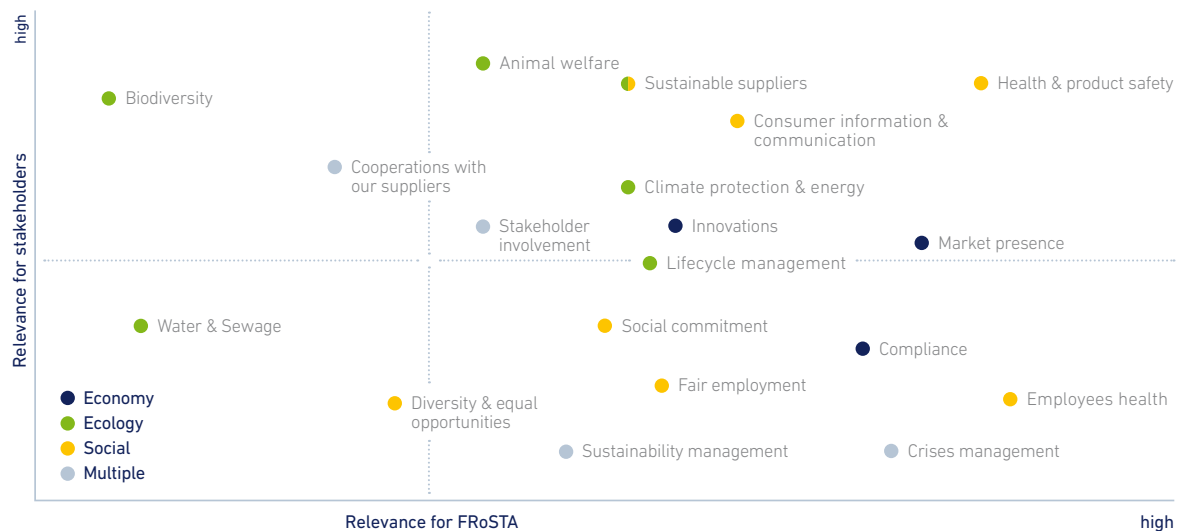 high
Animal welfare
Sustainable suppliers
Health & product safety
Biodiversity
Consumer information &
communication
Cooperations with
our suppliers
Climate protection & energy
Stakeholder
involvement
Innovations
Market presence
Lifecycle management
Relevance for stakeholders
Water & Sewage
Social commitment
Compliance
Fair employment
Employees health
Diversity & equal
opportunities
Sustainability management
Crises management
Economy
Ecology
Social
Multiple
Relevance for FRoSTA
high